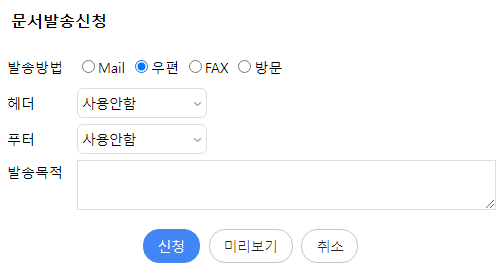 문서발송신청
발송방법 Mail 우편 FAX 방문
헤더 사용안함
푸터 사용안함
발송목적
신청 미리보기 취소